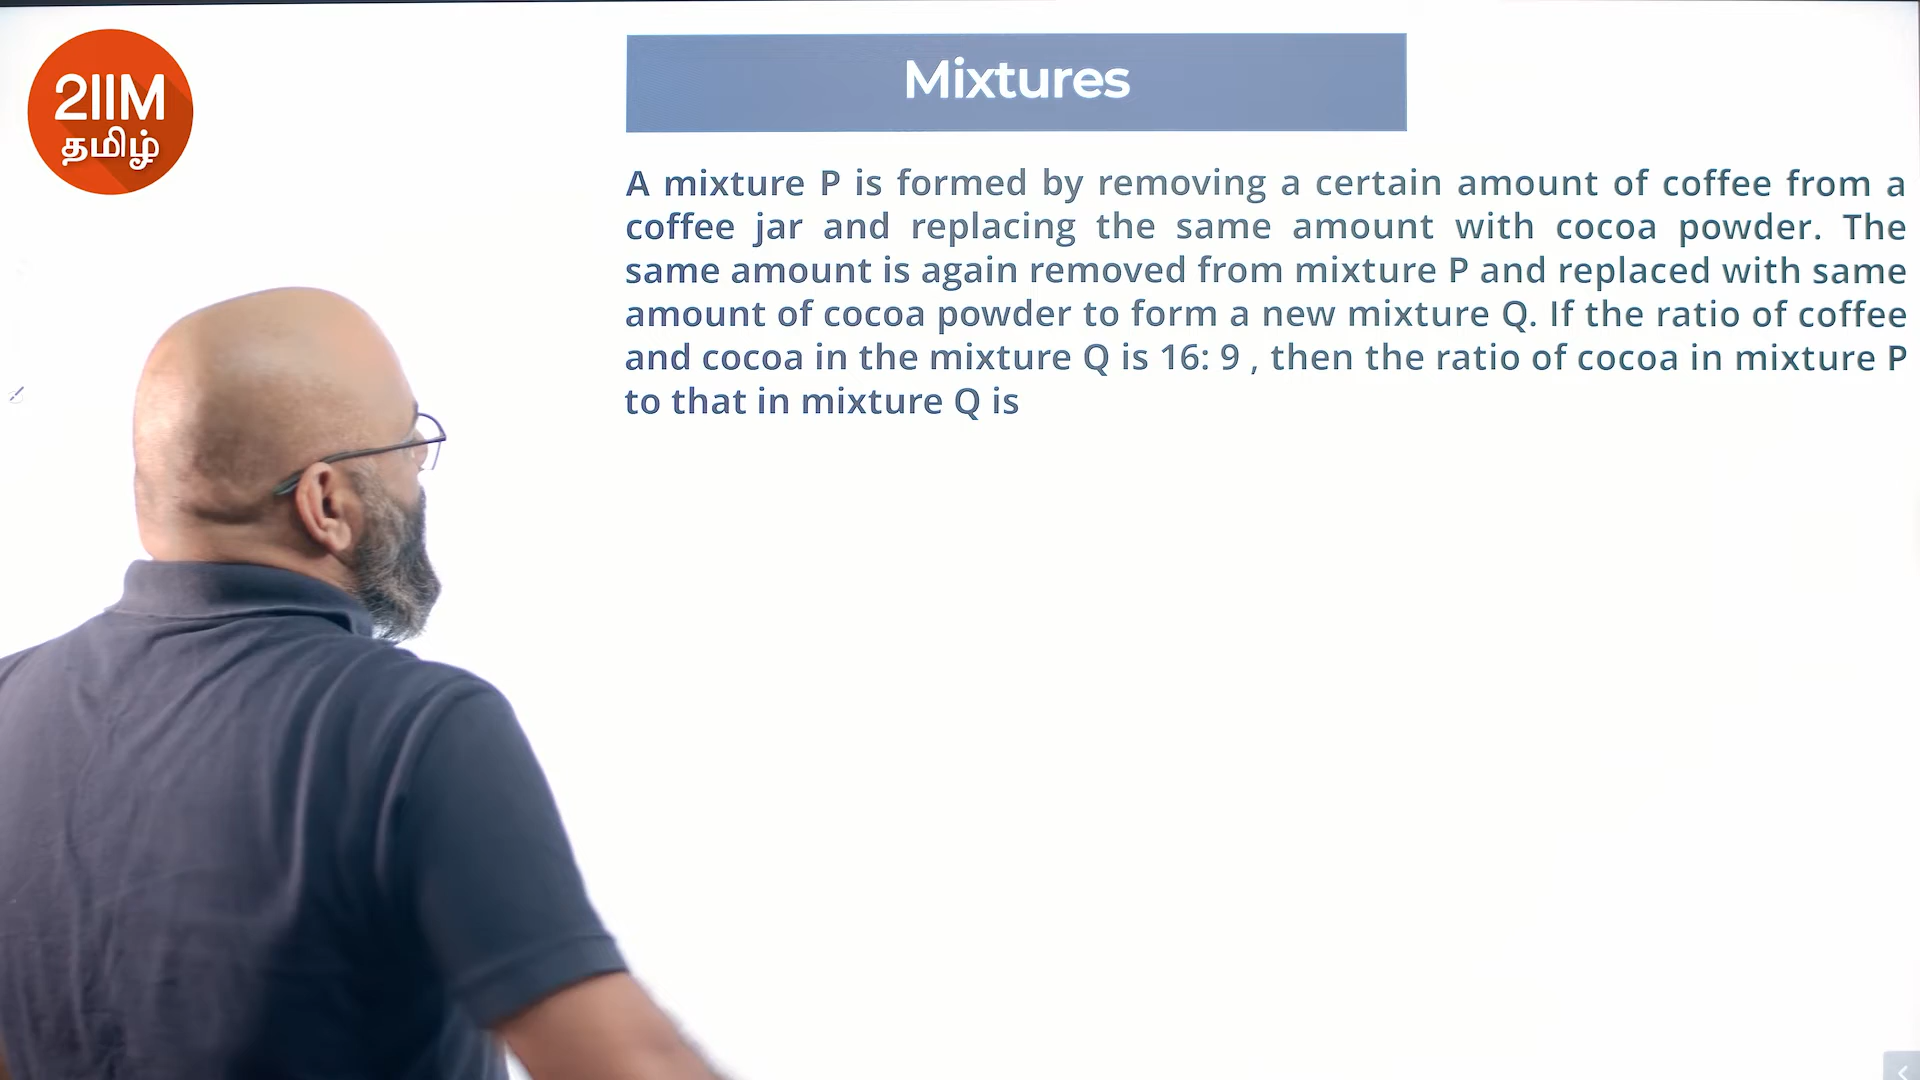 2IIM
தமிழ்
Mixtures
A mixture P is formed by removing a certain amount of coffee from a
coffee jar and replacing the same amount with cocoa powder. The
same amount is again removed from mixture P and replaced with same
amount of cocoa powder to form a new mixture Q. If the ratio of coffee
and cocoa in the mixture Q is 16: 9 , then the ratio of cocoa in mixture P
to that in mixture Q is